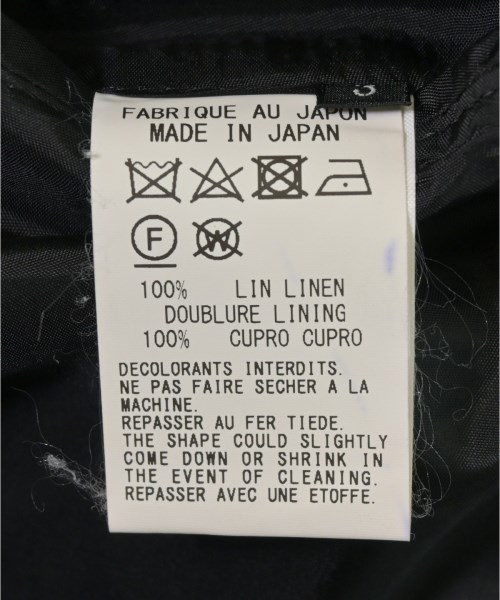 FABRIQUE AU JAPON
MADE IN JAPAN
F
W
100% LIN LINEN
DOUBLURE LINING
100% CUPRO CUPRO
DECOLORANTS INTERDITS.
NE PAS FAIRE SECHER A LA
MACHINE.
REPASSER AU FER TIEDE.
THE SHAPE COULD SLIGHTLY
COME DOWN OR SHRINK IN
THE EVENT OF CLEANING.
REPASSER AVEC UNE ETOFFE.